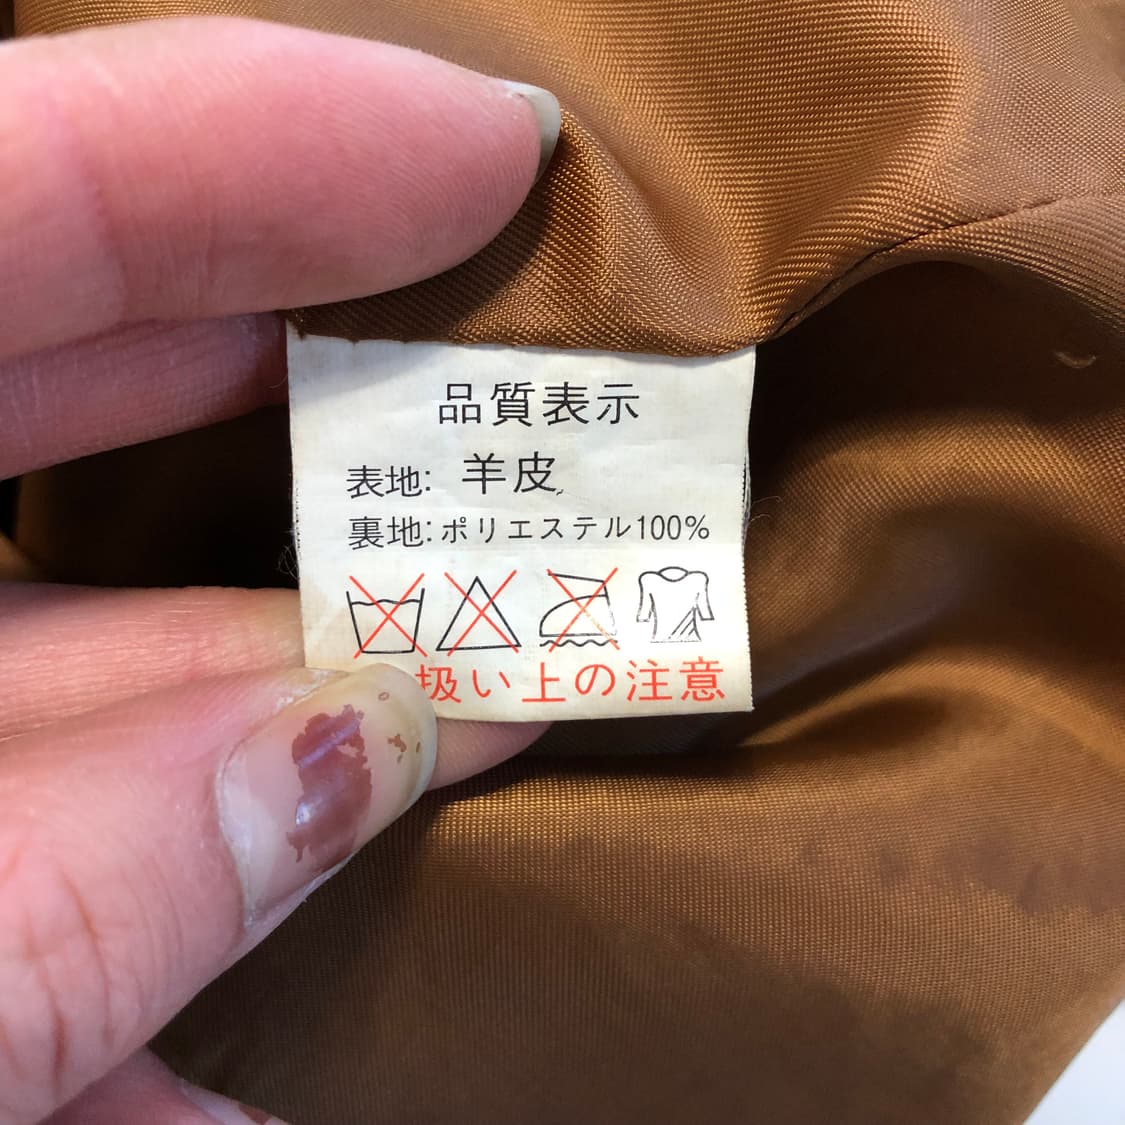 品質表示
表地: 羊皮
裏地:ポリエステル100%
扱い上の注意